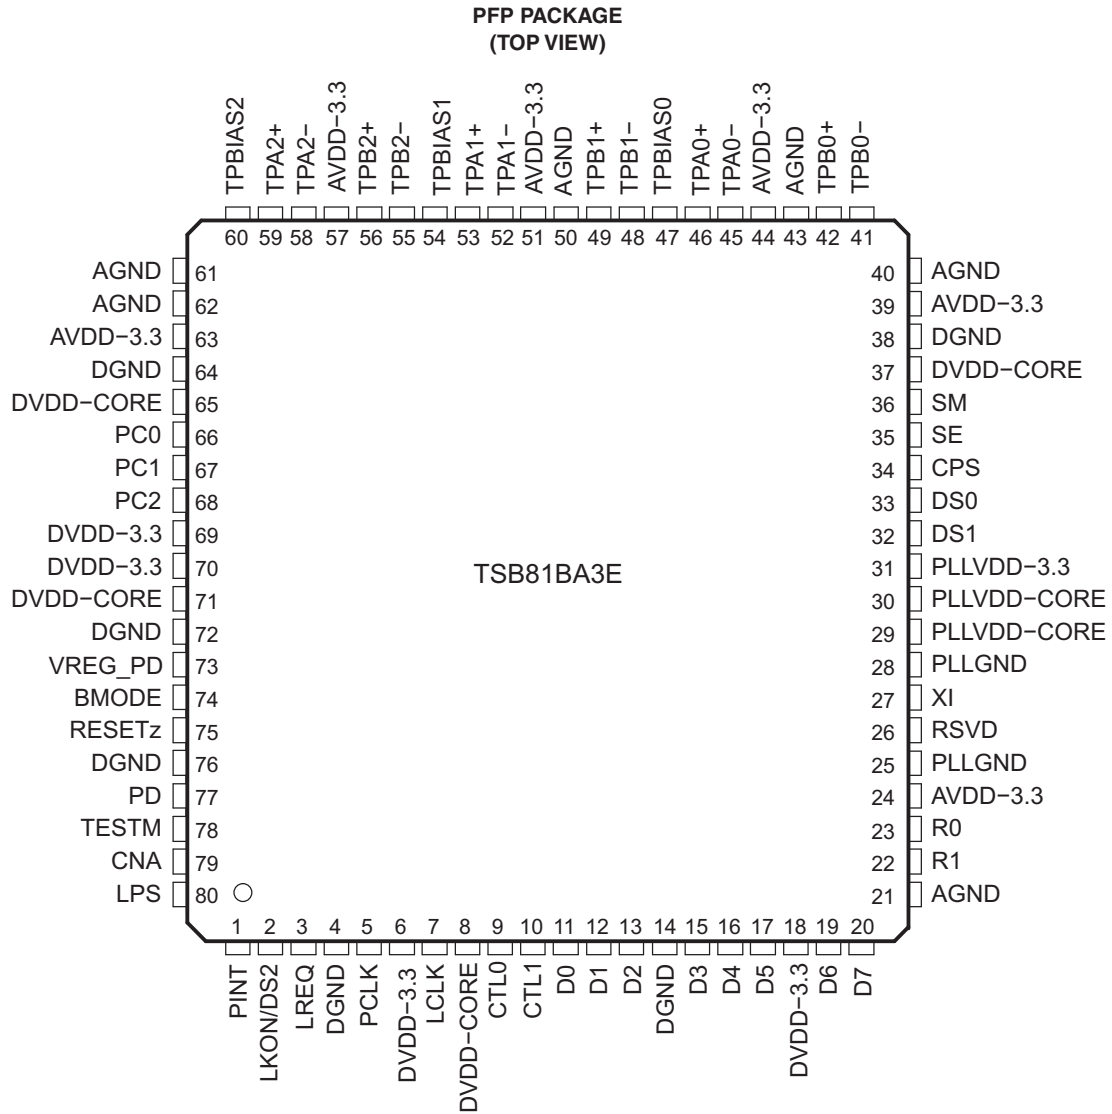 PFP PACKAGE
(TOP VIEW)
TPBIAS2
TPA2+
TPA2−
AVDD−3.3
TPB2+
TPB2−
TPBIAS1
TPA1+
TPA1−
AVDD−3.3
AGND
TPB1+
TPB1−
TPBIAS0
TPA0+
TPA0−
AVDD−3.3
AGND
TPB0+
TPB0−
60 59 58 57 56 55 54 53 52 51 50 49 48 47 46 45 44 43 42 41
AGND 61 40 AGND
AGND 62 39 AVDD−3.3
AVDD−3.3 63 38 DGND
DGND 64 37 DVDD−CORE
DVDD−CORE 65 36 SM
PC0 66 35 SE
PC1 67 34 CPS
PC2 68 33 DS0
DVDD−3.3 69 32 DS1
DVDD−3.3 70 31 PLLVDD−3.3
TSB81BA3E
DVDD−CORE 71 30 PLLVDD−CORE
DGND 72 29 PLLVDD−CORE
VREG_PD 73 28 PLLGND
BMODE 74 27 XI
RESETz 75 26 RSVD
DGND 76 25 PLLGND
PD 77 24 AVDD−3.3
TESTM 78 23 R0
CNA 79 22 R1
LPS 80 21 AGND
1 2 3 4 5 6 7 8 9 10 11 12 13 14 15 16 17 18 19 20
PINT
LKON/DS2
LREQ
DGND
PCLK
DVDD−3.3
LCLK
DVDD−CORE
CTL0
CTL1
D0
D1
D2
DGND
D3
D4
D5
DVDD−3.3
D6
D7